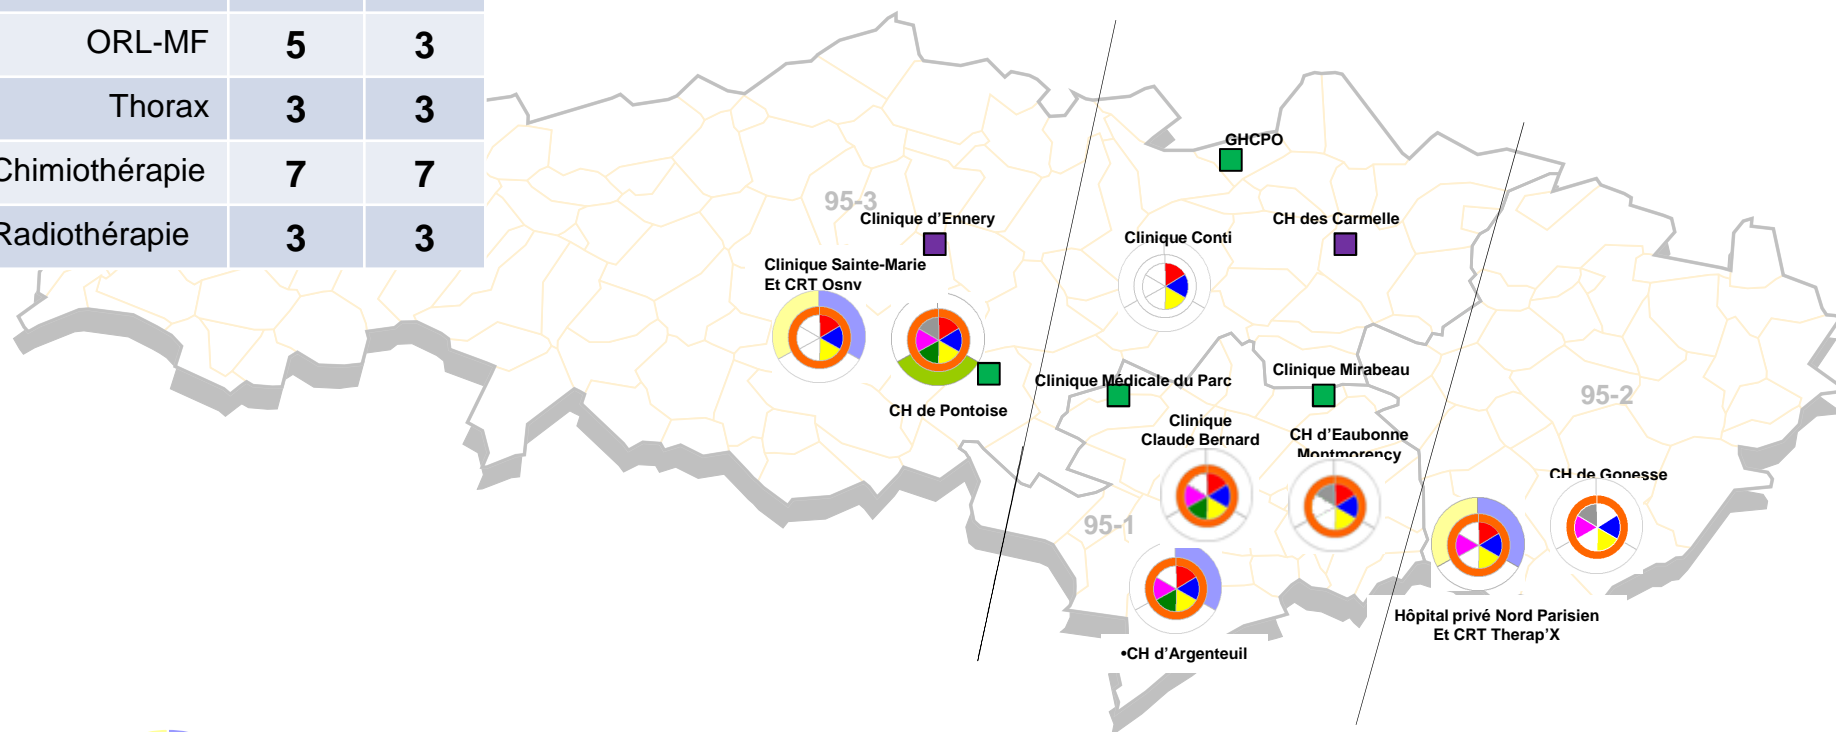 ORL-MF 5 3
Thorax 3 3
Chimiothérapie 7 7
Radiothérapie 3 3
GHCPO
95-3
Clinique d'Ennery
CH des Carmelle
Clinique Conti
Clinique Sainte-Marie
Et CRT Osny
Clinique Médicale du Parc
Clinique Mirabeau
95-2
CH de Pontoise
Clinique
Claude Bernard
CH d'Eaubonne
Montmorency
CH de Gonesse
95-1
Hôpital privé Nord Parisien
Et CRT Therap'X
•CH d'Argenteuil